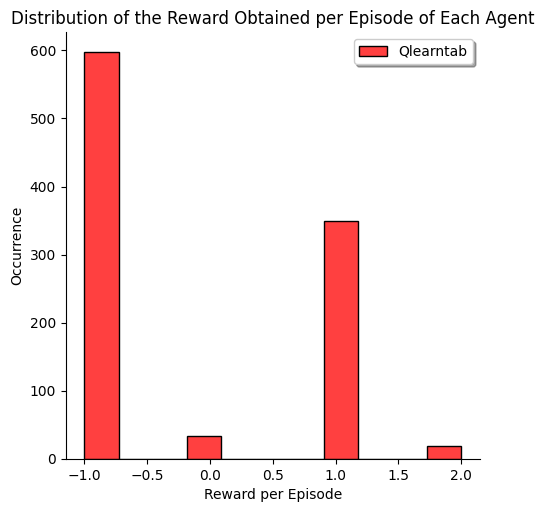 Distribution of the Reward Obtained per Episode of Each Agent
Qlearntab
600
500
400
300
200
100
0
Occurrence
−1.0 −0.5 0.0 0.5 1.0 1.5 2.0
Reward per Episode